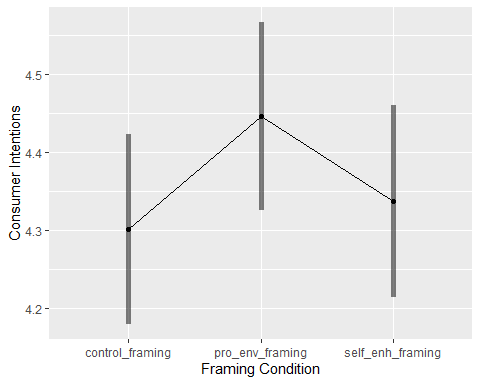 Consumer Intentions
4.5
4.4
4.3
4.2
control_framing
pro_env_framing
self_enh_framing
Framing Condition